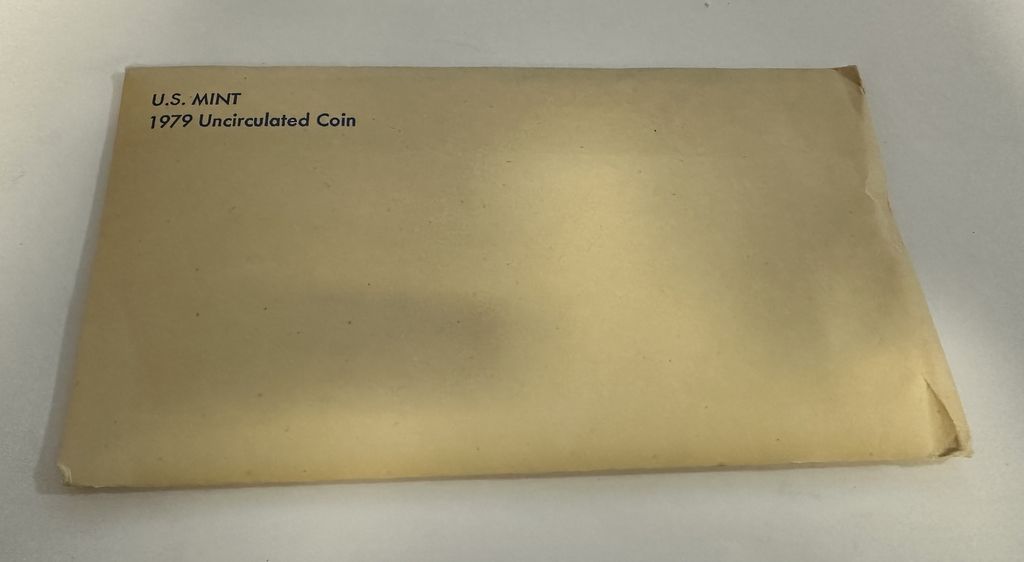 U.S. MINT
1979 Uncirculated Coin